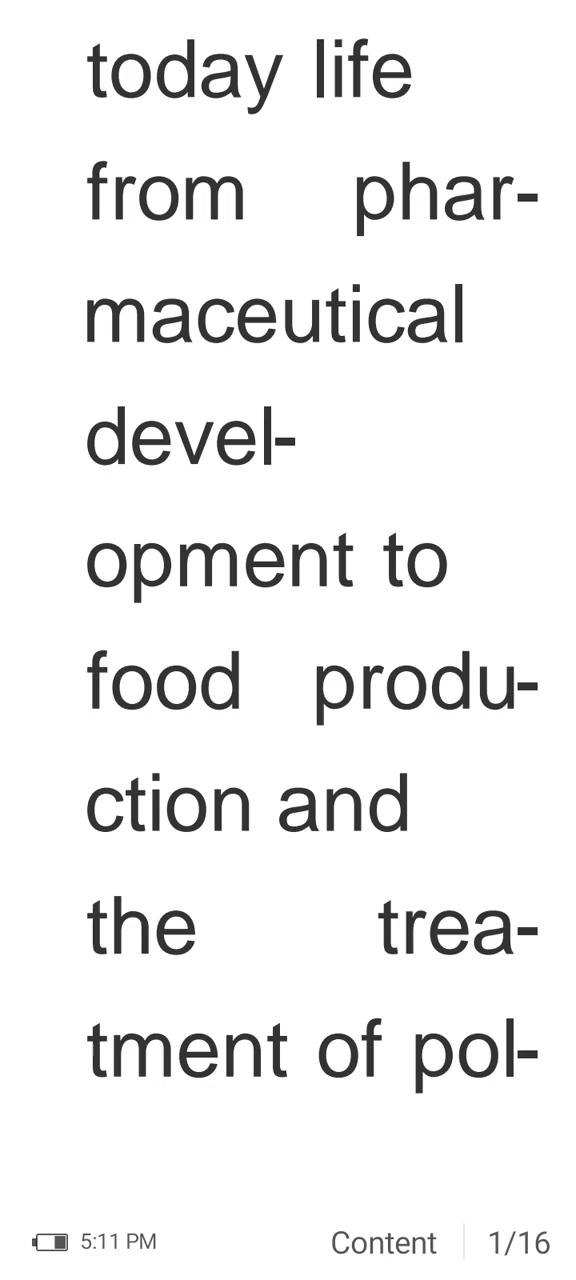 today life
from phar-
maceutical
devel-
opment to
food produ-
ction and
the trea-
tment of pol-
5:11 PM Content 1/16